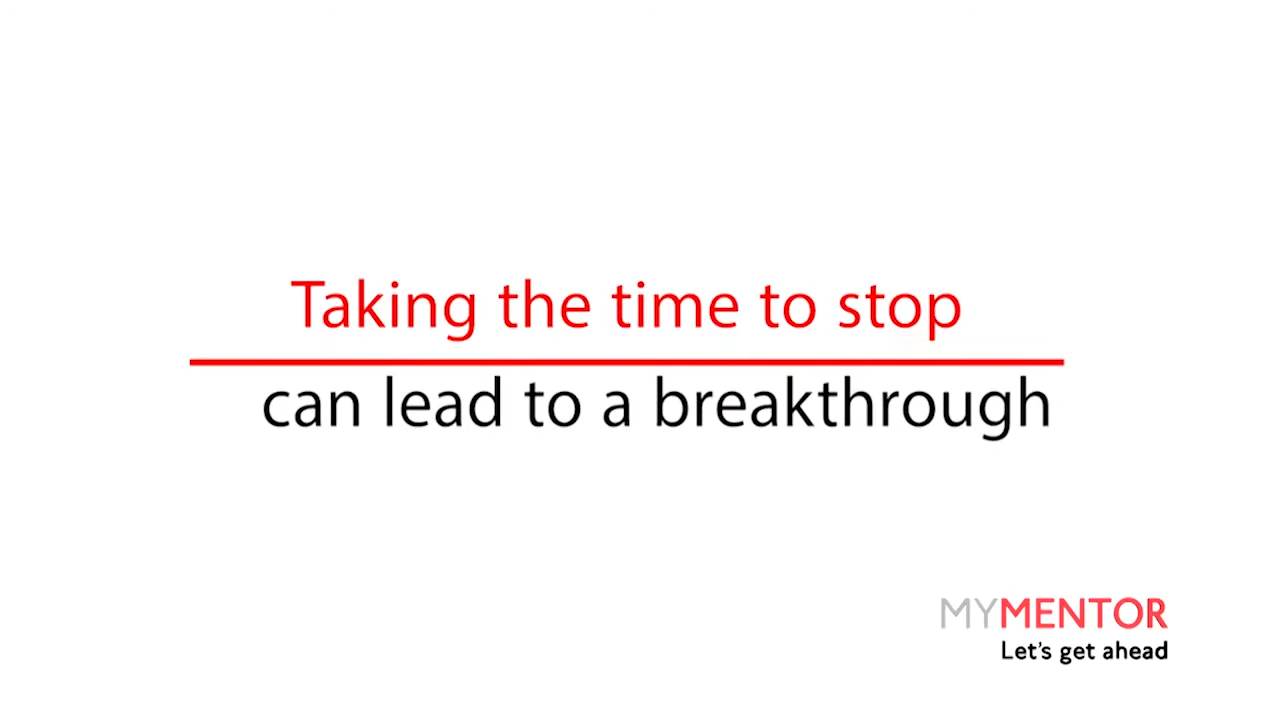 Taking the time to stop
can lead to a breakthrough
MYMENTOR
Let's get ahead